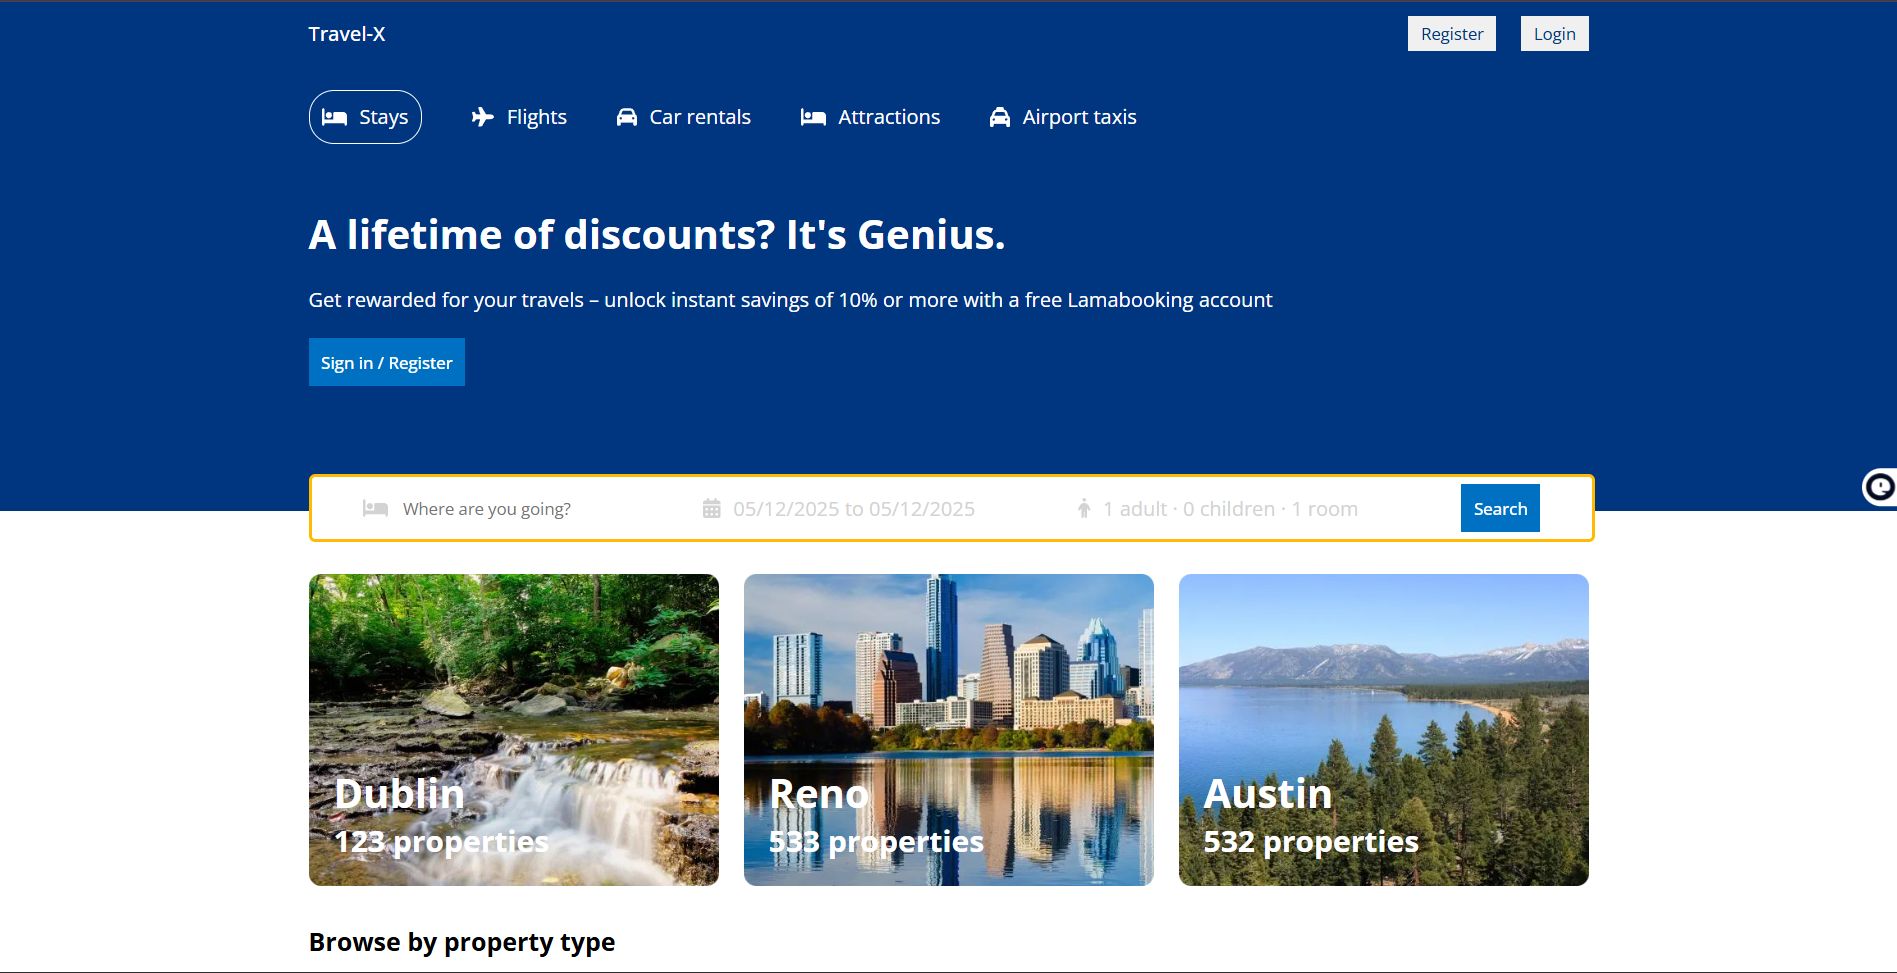 Travel-X
Register
Login
Stays
Flights
Car rentals
Attractions
Airport taxis
A lifetime of discounts? It's Genius.
Get rewarded for your travels – unlock instant savings of 10% or more with a free Lamabooking account
Sign in / Register
Where are you going?
05/12/2025 to 05/12/2025
1 adult · 0 children · 1 room
Search
Dublin
123 properties
Reno
533 properties
Austin
532 properties
Browse by property type